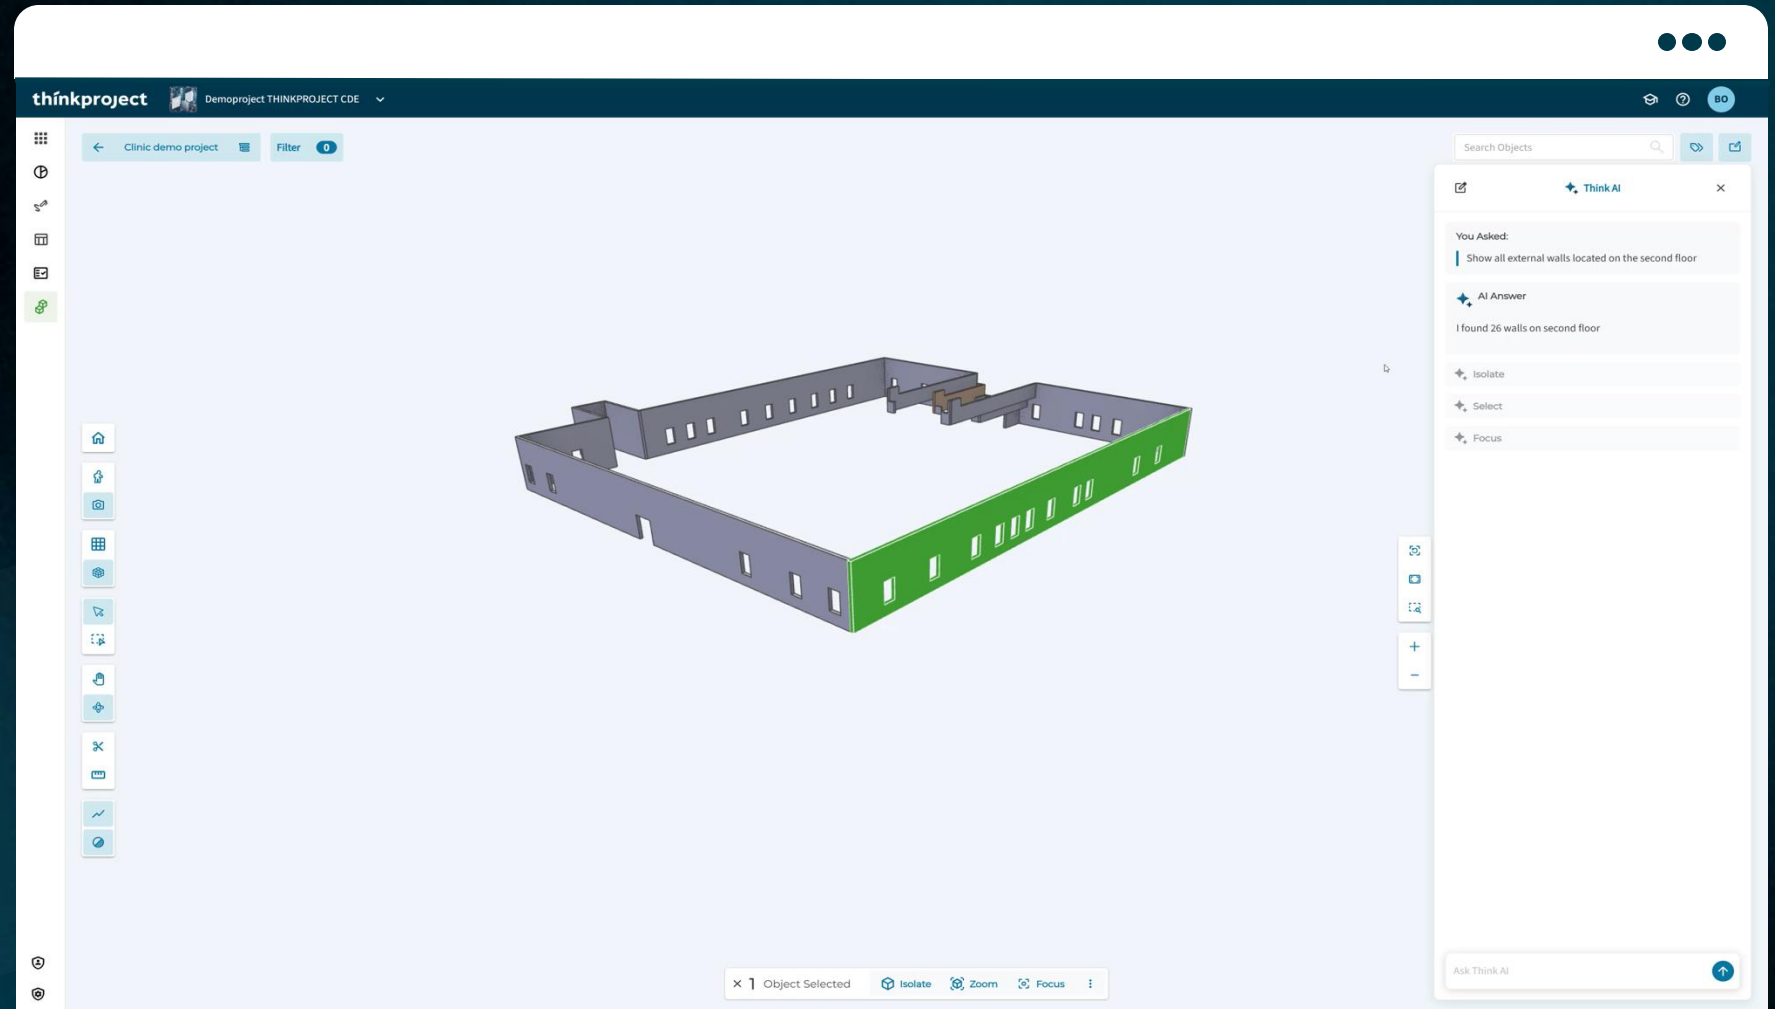 thinkproject
Demoproject THINKPROJECT CDE
BO
Clinic demo project
Filter 0
Search Objects
Think AI
You Asked:
Show all external walls located on the second floor
AI Answer
I found 26 walls on second floor
Isolate
Select
Focus
Ask Think AI
1 Object Selected
Isolate
Zoom
Focus